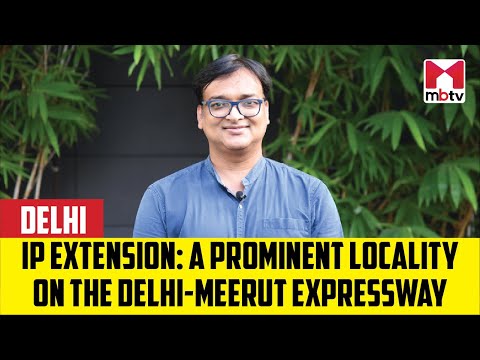 mbtv
DELHI
IP EXTENSION: A PROMINENT LOCALITY
ON THE DELHI-MEERUT EXPRESSWAY